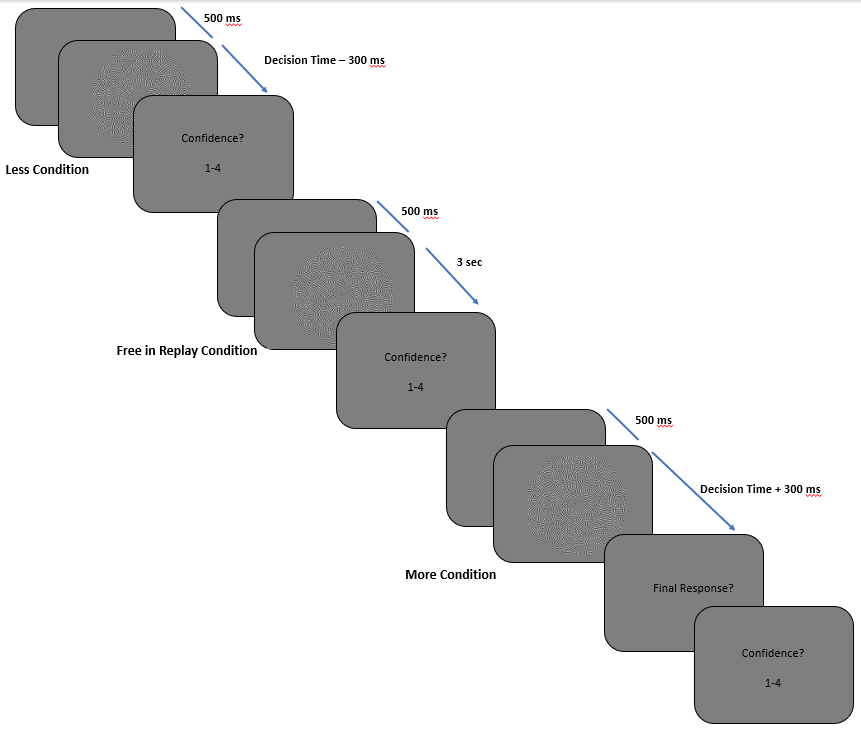 500 ms
Decision Time – 300 ms
Confidence?
1-4
Less Condition
500 ms
3 sec
Free in Replay Condition
Confidence?
1-4
500 ms
Decision Time + 300 ms
More Condition
Final Response?
Confidence?
1-4